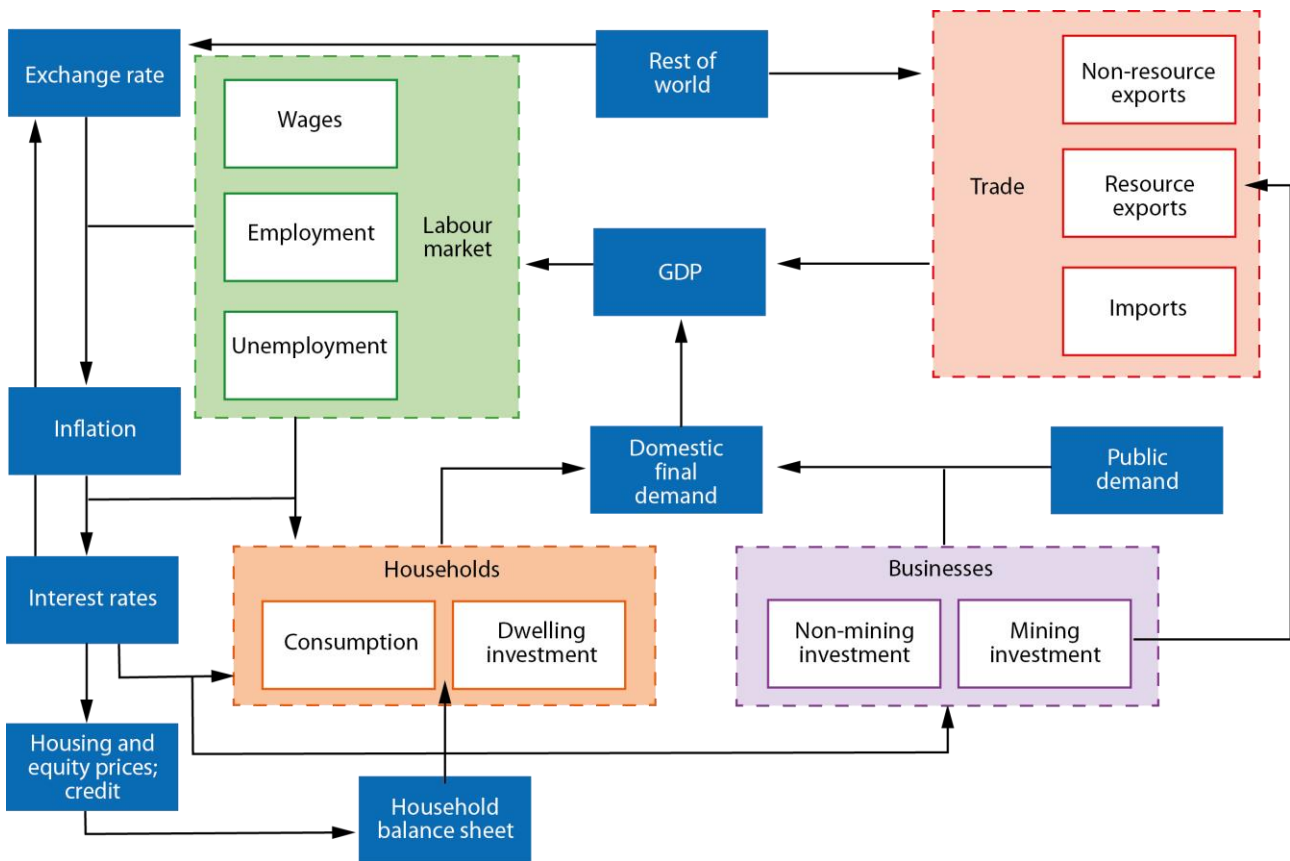 Exchange rate
Rest of
world
Wages
Employment
Unemployment
Labour
market
Non-resource
exports
Trade
Resource
exports
Imports
GDP
Inflation
Domestic
final
demand
Public
demand
Interest rates
Households
Consumption
Dwelling
investment
Businesses
Non-mining
investment
Mining
investment
Housing and
equity prices;
credit
Household
balance sheet